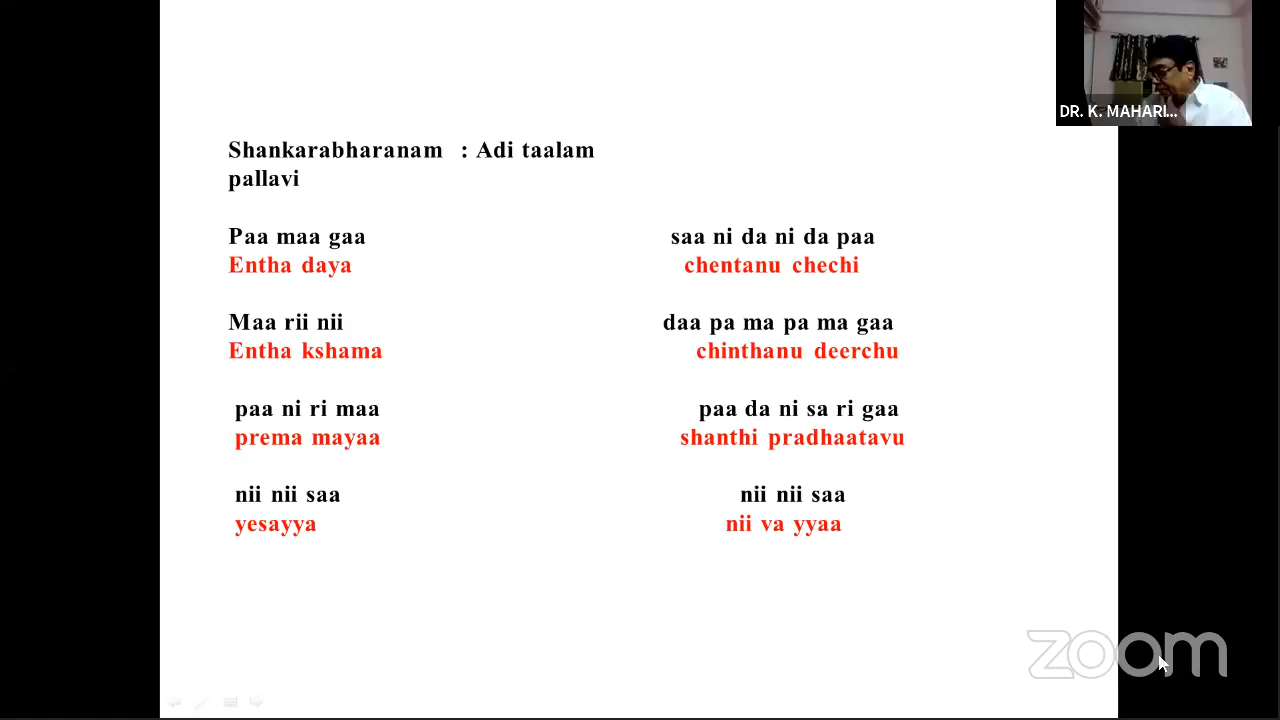 DR. K. MAHARI...
Shankarabharanam : Adi taalam
pallavi
Paa maa gaa saa ni da ni da paa
Entha daya chentanu chechi
Maa rii nii daa pa ma pa ma gaa
Entha kshama chinthanu deerchu
paa ni ri maa paa da ni sa ri gaa
prema mayaa shanthi pradhaatavu
nii nii saa nii nii saa
yesayya nii va yyaa
zoom